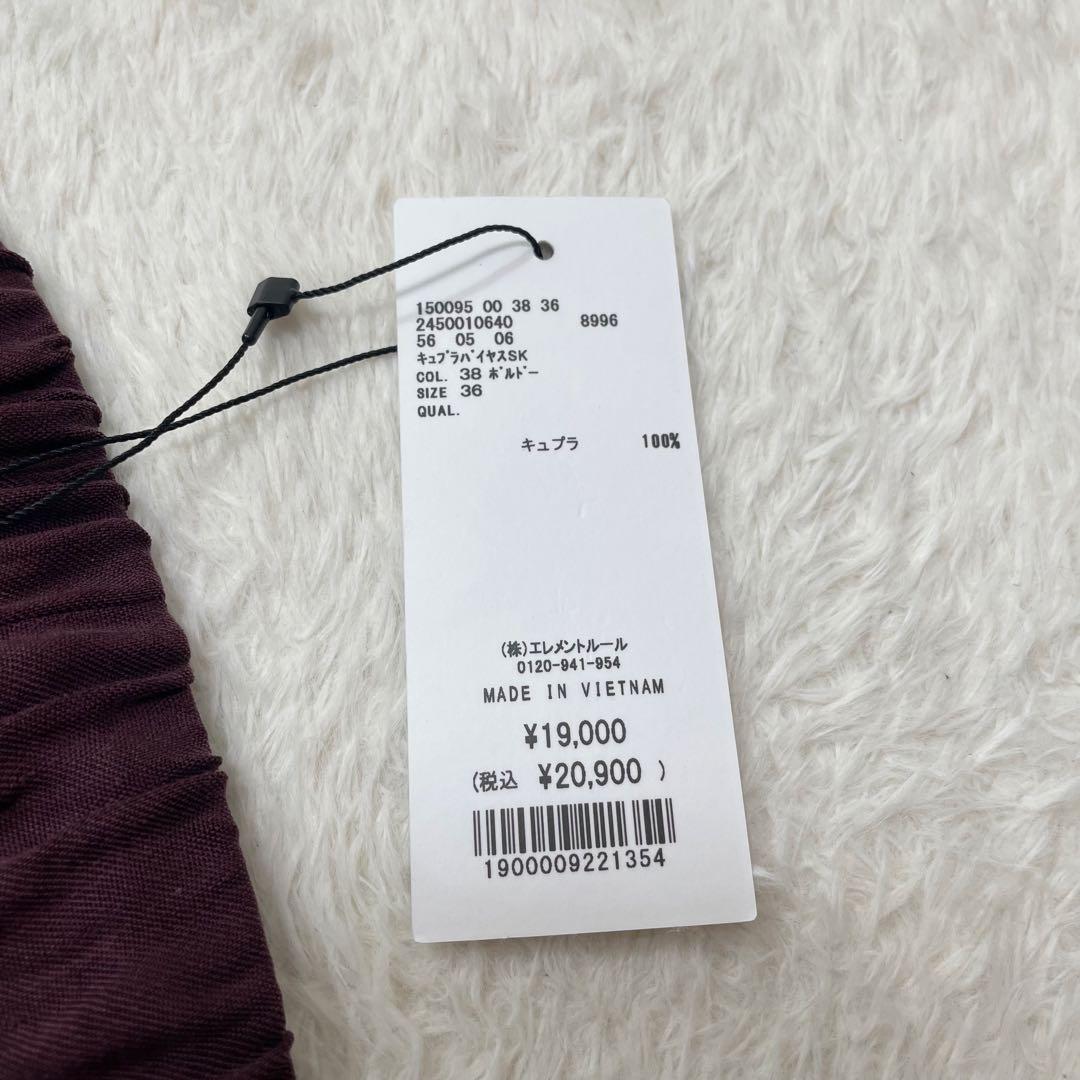 150095 00 38 36
2450010640 8996
56 05 06
ｷｭﾌﾟﾗﾊﾞｲﾔｽSK
COL. 38 ﾎﾞﾙﾄﾞｰ
SIZE 36
QUAL.
キュプラ 100%
(株)エレメントルール
0120-941-954
MADE IN VIETNAM
¥19,000
(税込 ¥20,900 )
1900009221354